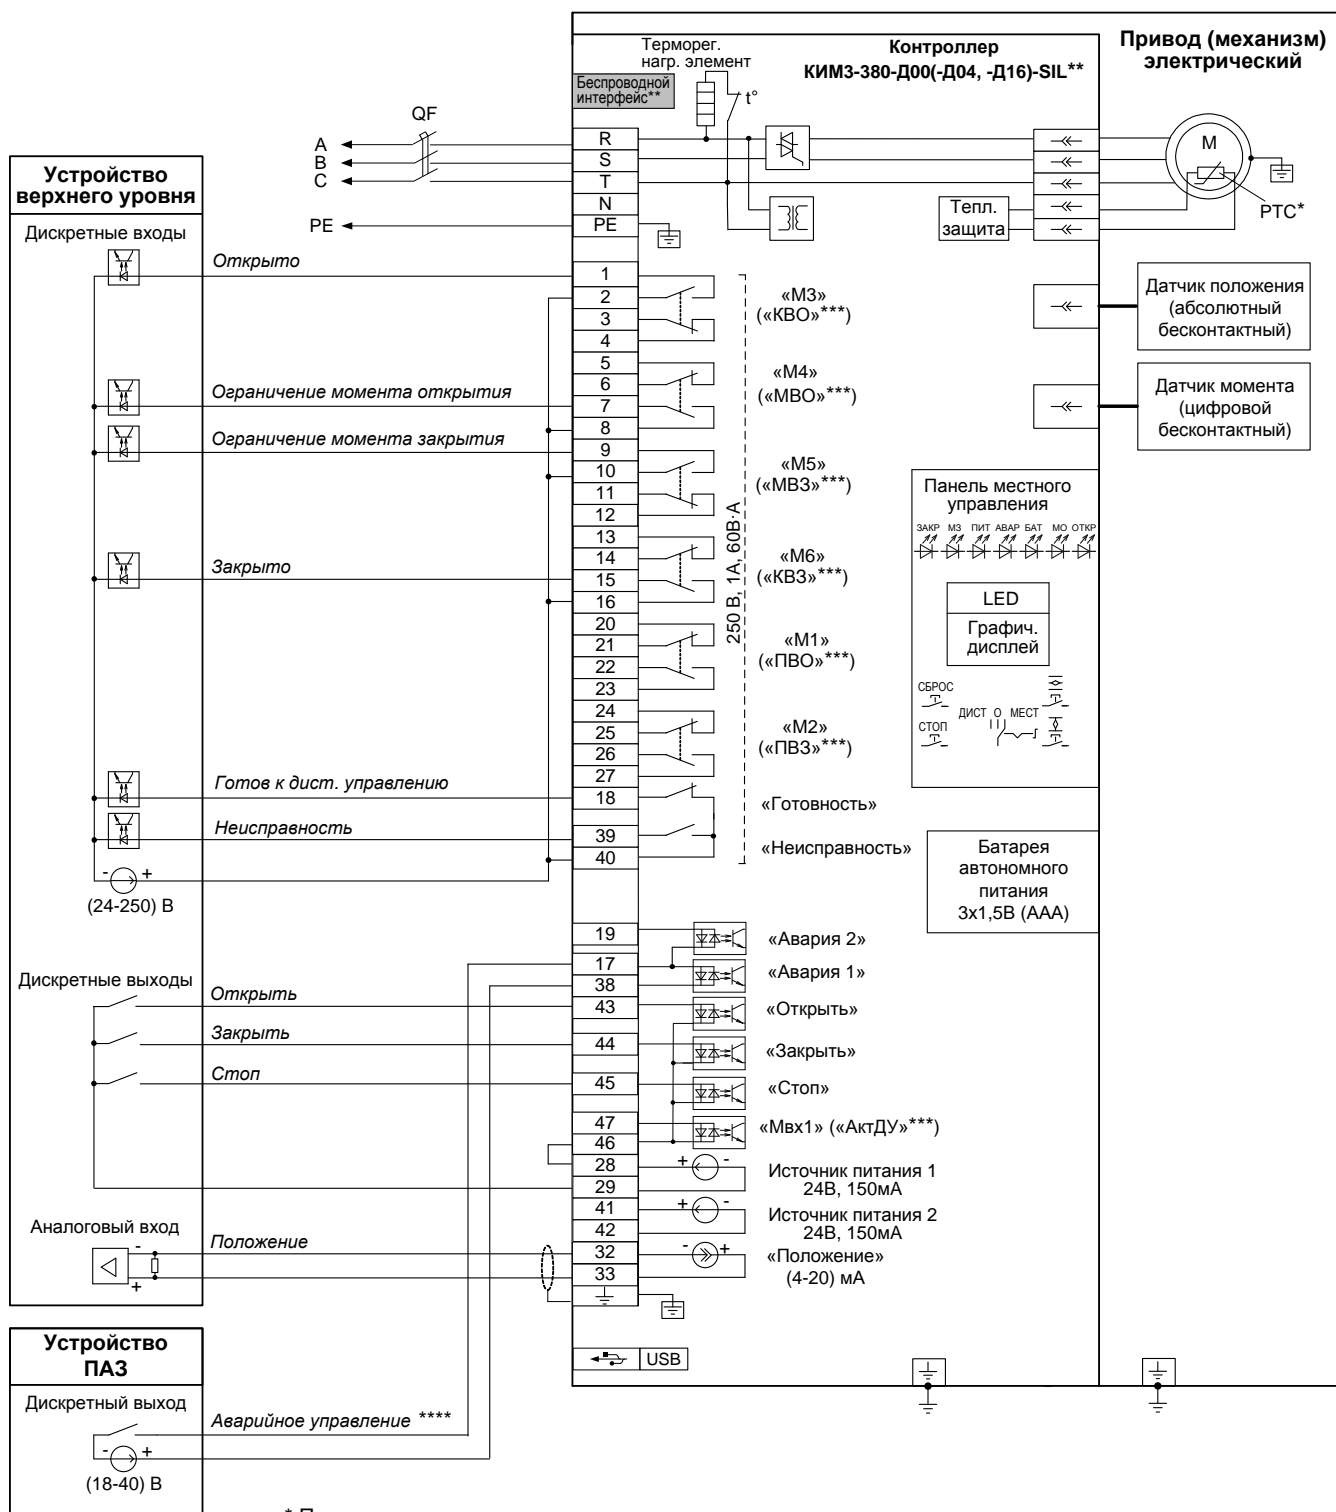 Привод (механизм)
электрический
Контроллер
КИМ3-380-Д00(-Д04, -Д16)-SIL**
Терморег.
нагр. элемент
t°
Беспроводной
интерфейс**
QF
A
B
C
PE
R
S
T
N
PE
Тепл.
защита
M
PTC*
Устройство
верхнего уровня
Дискретные входы
Открыто
Ограничение момента открытия
Ограничение момента закрытия
Закрыто
Готов к дист. управлению
Неисправность
- +
(24-250) В
1
2
3
4
5
6
7
8
9
10
11
12
13
14
15
16
20
21
22
23
24
25
26
27
18
39
40
«М3»
(«КВО»***)
«М4»
(«МВО»***)
«М5»
(«МВЗ»***)
«М6»
(«КВЗ»***)
«М1»
(«ПВО»***)
«М2»
(«ПВЗ»***)
«Готовность»
«Неисправность»
250 В, 1А, 60В·А
Датчик положения
(абсолютный
бесконтактный)
Датчик момента
(цифровой
бесконтактный)
Панель местного
управления
ЗАКР МЗ ПИТ АВАР БАТ МО ОТКР
LED
Графич.
дисплей
СБРОС
СТОП
ДИСТ О МЕСТ
Батарея
автономного
питания
3х1,5В (ААА)
Дискретные выходы
Открыть
Закрыть
Стоп
19
17
38
43
44
45
47
46
28
29
41
42
32
33
«Авария 2»
«Авария 1»
«Открыть»
«Закрыть»
«Стоп»
«Мвх1» («АктДУ»***)
+ -
Источник питания 1
24В, 150мА
+ -
Источник питания 2
24В, 150мА
- +
«Положение»
(4-20) мА
Аналоговый вход
Положение
-
+
USB
Устройство
ПАЗ
Дискретный выход
Аварийное управление ****
- +
(18-40) В